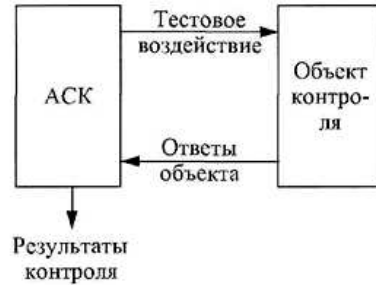 Тестовое
воздействие
АСК
Объект
контро-
ля
Ответы
объекта
Результаты
контроля